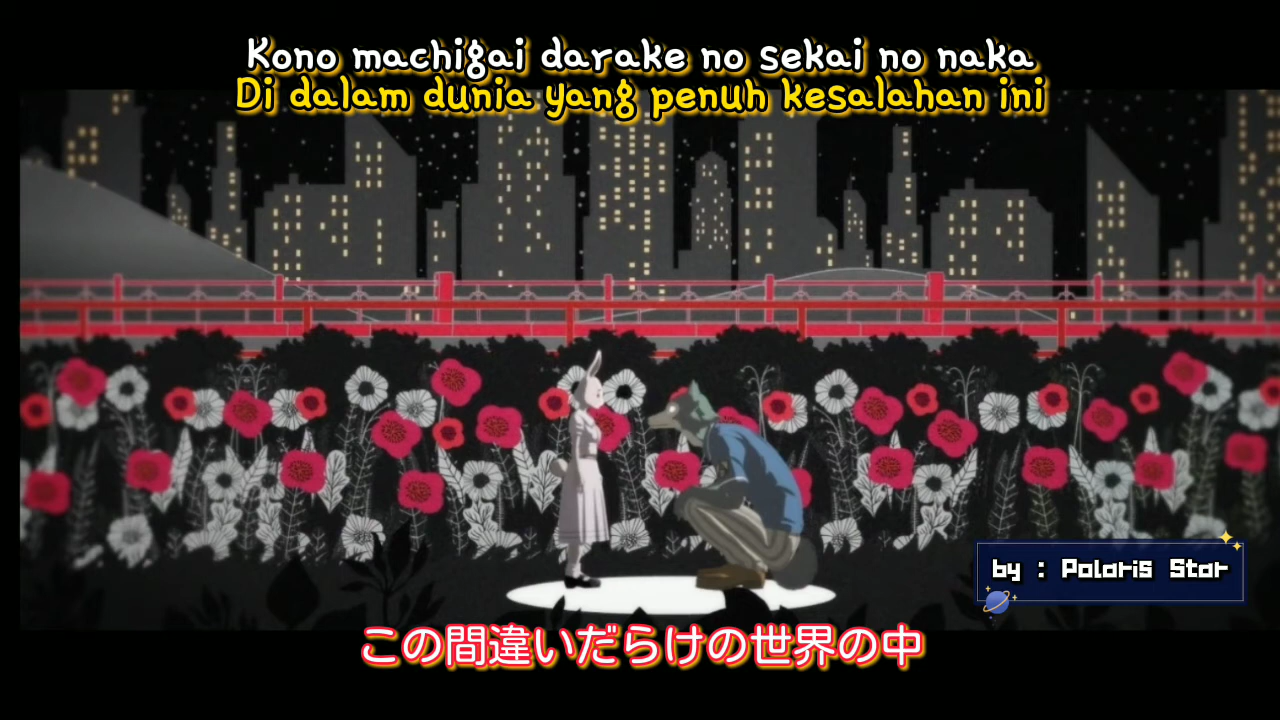 Kono machigai darake no sekai no naka
Di dalam dunia yang penuh kesalahan ini
by : Polaris Star
この間違いだらけの世界の中